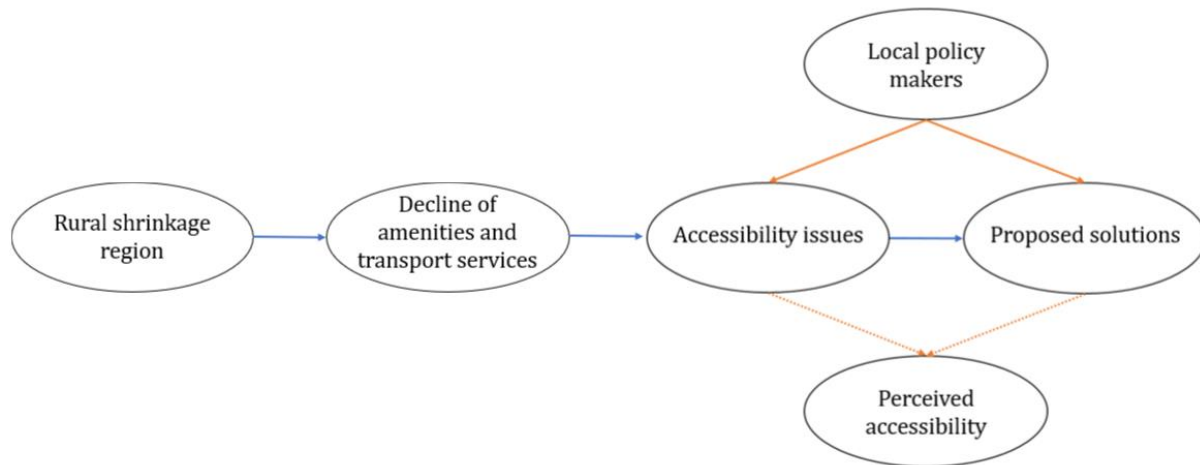 Local policy
makers
Rural shrinkage
region
Decline of
amenities and
transport services
Accessibility issues
Proposed solutions
Perceived
accessibility